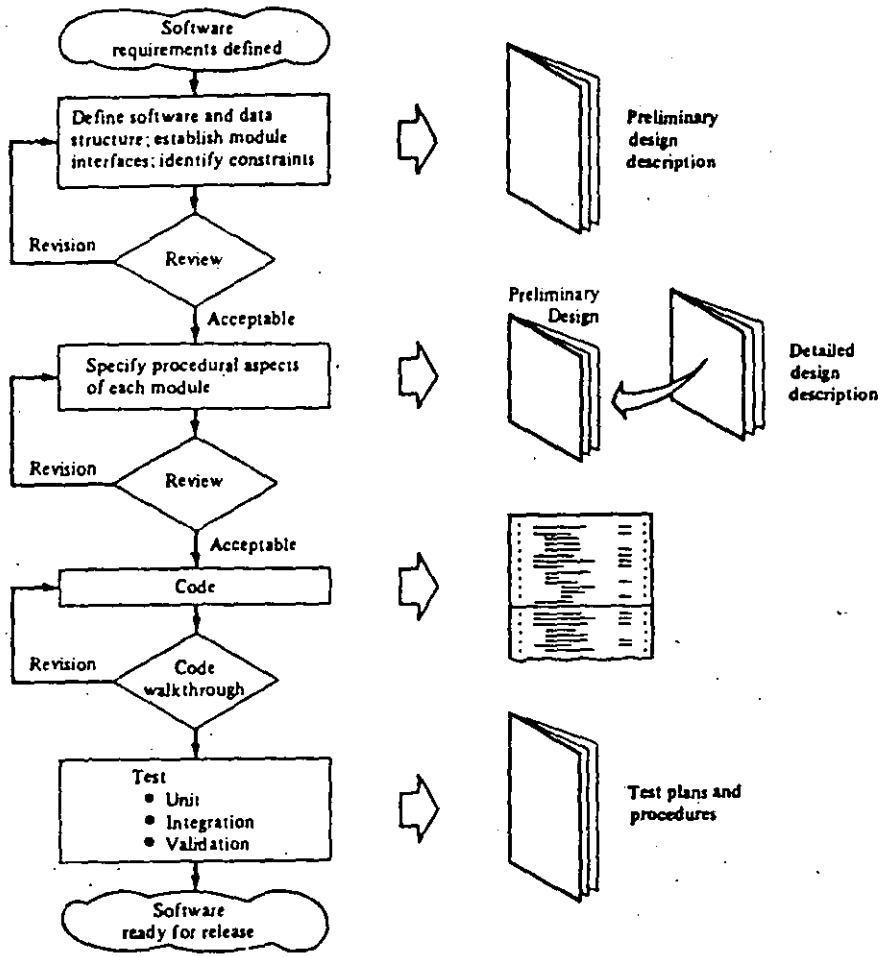 Software
requirements defined
Define software and data
structure; establish module
interfaces; identify constraints
Preliminary
design
description
Revision
Review
Acceptable
Preliminary
Design
Specify procedural aspects
of each module
Detailed
design
description
Revision
Review
Acceptable
Code
Revision
Code
walkthrough
Test
• Unit
• Integration
• Validation
Test plans and
procedures
Software
ready for release